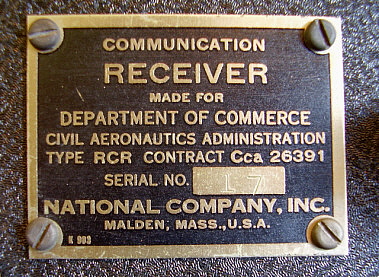 COMMUNICATION
RECEIVER
MADE FOR
DEPARTMENT OF COMMERCE
CIVIL AERONAUTICS ADMINISTRATION
TYPE RCR CONTRACT Cca 26391
SERIAL NO. 17
NATIONAL COMPANY, INC.
MALDEN, MASS., U.S.A.